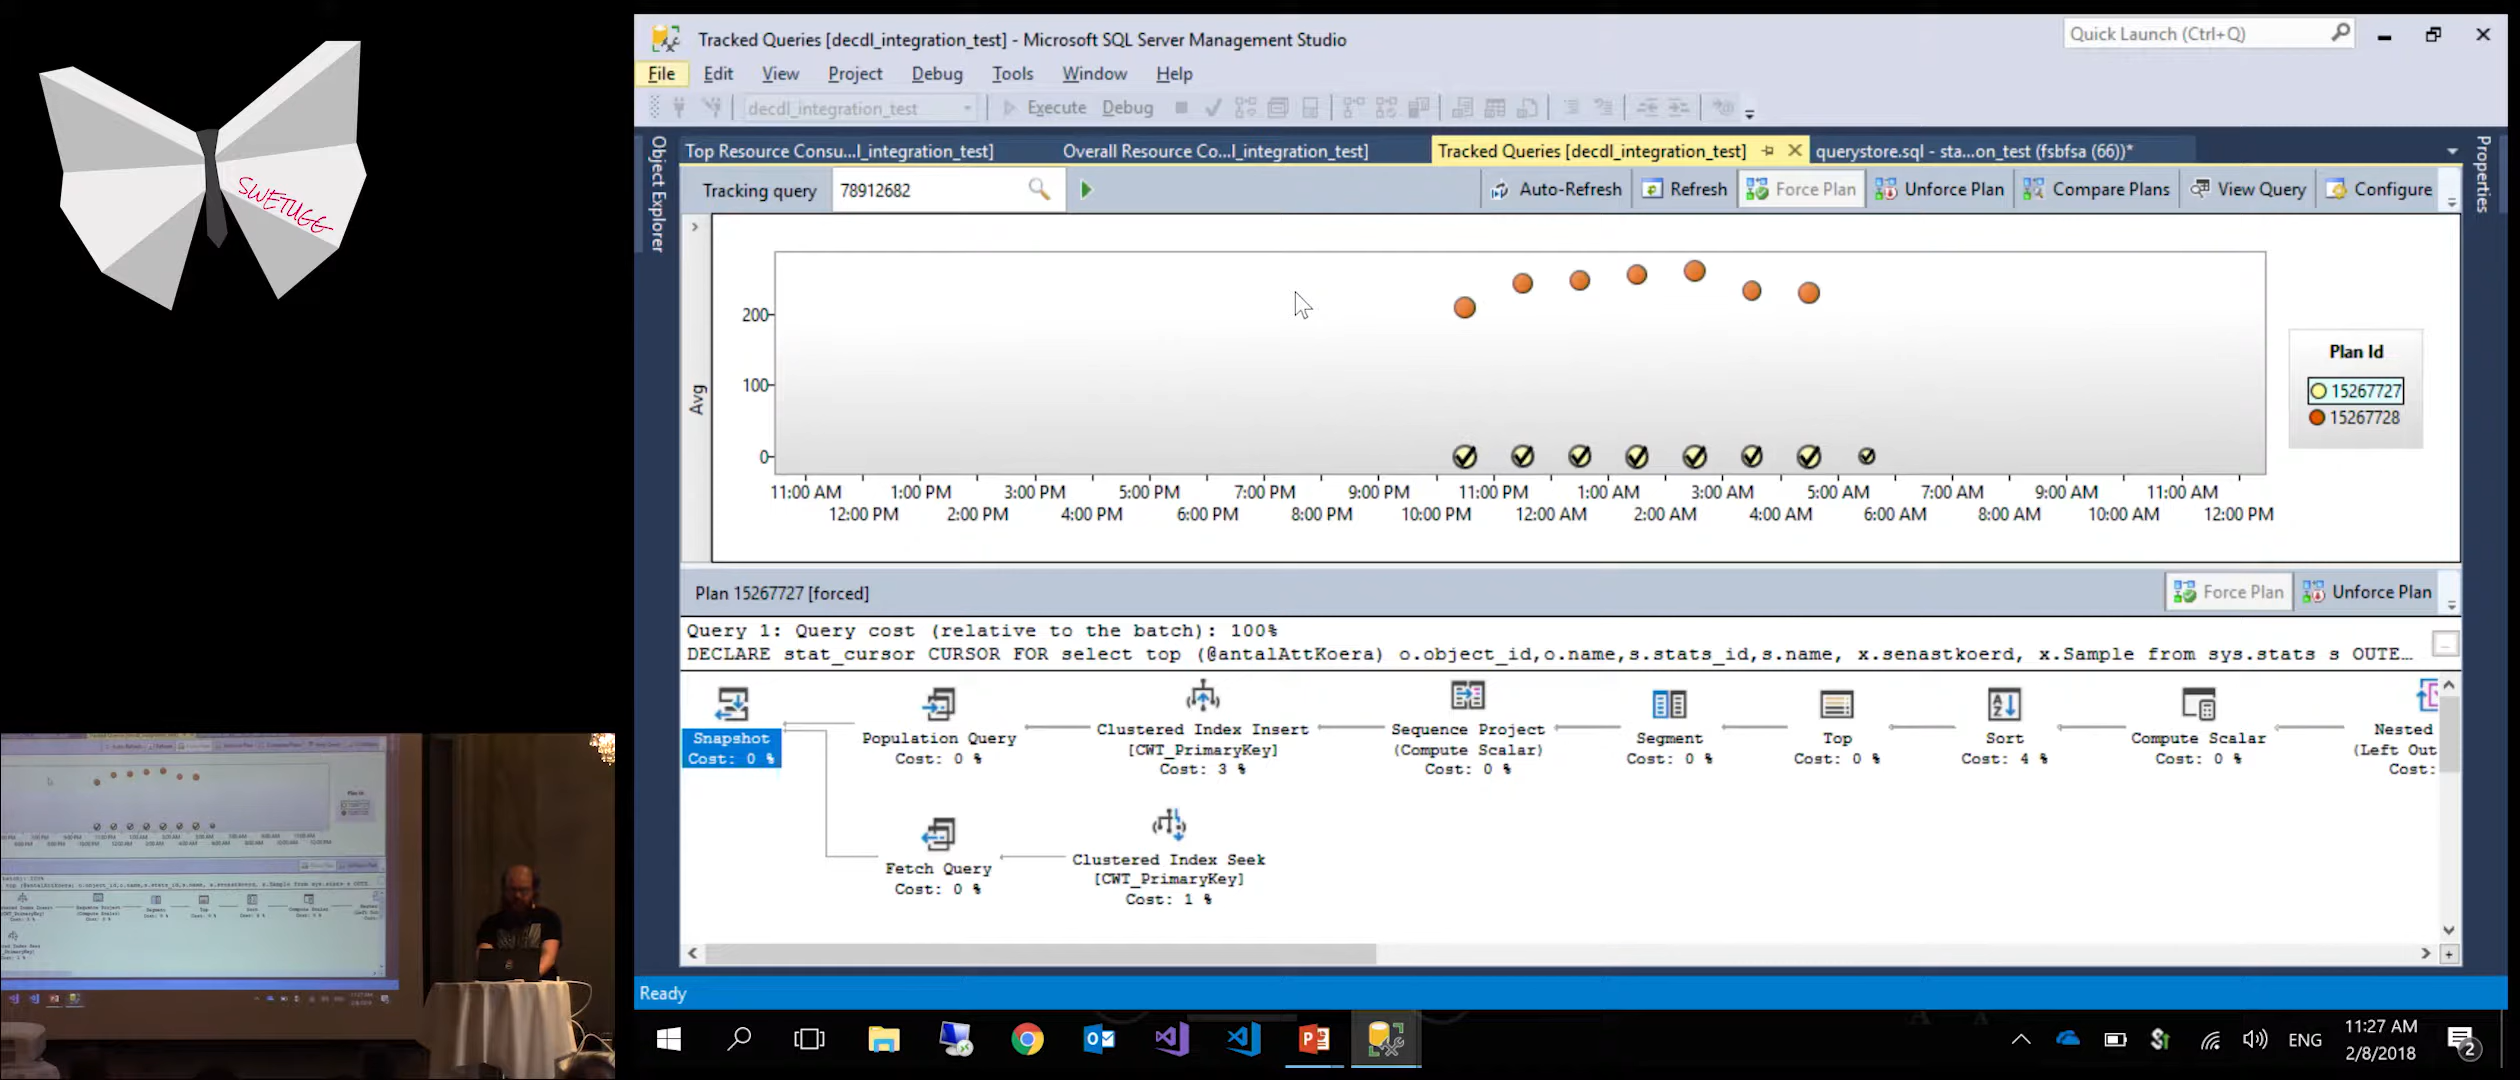 SWETUGG
Tracked Queries [decdl_integration_test] - Microsoft SQL Server Management Studio
Quick Launch (Ctrl+Q)
File Edit View Project Debug Tools Window Help
decdl_integration_test Execute Debug
Object Explorer
Properties
Top Resource Consu...l_integration_test] Overall Resource Co...l_integration_test] Tracked Queries [decdl_integration_test] querystore.sql - sta...on_test (fsbfsa (66))*
Tracking query 78912682 Auto-Refresh Refresh Force Plan Unforce Plan Compare Plans View Query Configure
Avg
200
100
0
11:00 AM 1:00 PM 3:00 PM 5:00 PM 7:00 PM 9:00 PM 11:00 PM 1:00 AM 3:00 AM 5:00 AM 7:00 AM 9:00 AM 11:00 AM
12:00 PM 2:00 PM 4:00 PM 6:00 PM 8:00 PM 10:00 PM 12:00 AM 2:00 AM 4:00 AM 6:00 AM 8:00 AM 10:00 AM 12:00 PM
Plan Id
15267727
15267728
Plan 15267727 [forced] Force Plan Unforce Plan
Query 1: Query cost (relative to the batch): 100%
DECLARE stat_cursor CURSOR FOR select top (@antalAttKoera) o.object_id,o.name,s.stats_id,s.name, x.senastkoerd, x.Sample from sys.stats s OUTE...
Snapshot
Cost: 0 %
Population Query
Cost: 0 %
Clustered Index Insert
[CWT_PrimaryKey]
Cost: 3 %
Sequence Project
(Compute Scalar)
Cost: 0 %
Segment
Cost: 0 %
Top
Cost: 0 %
Sort
Cost: 4 %
Compute Scalar
Cost: 0 %
Nested
(Left Out
Cost:
Fetch Query
Cost: 0 %
Clustered Index Seek
[CWT_PrimaryKey]
Cost: 1 %
Ready
ENG
11:27 AM
2/8/2018
2